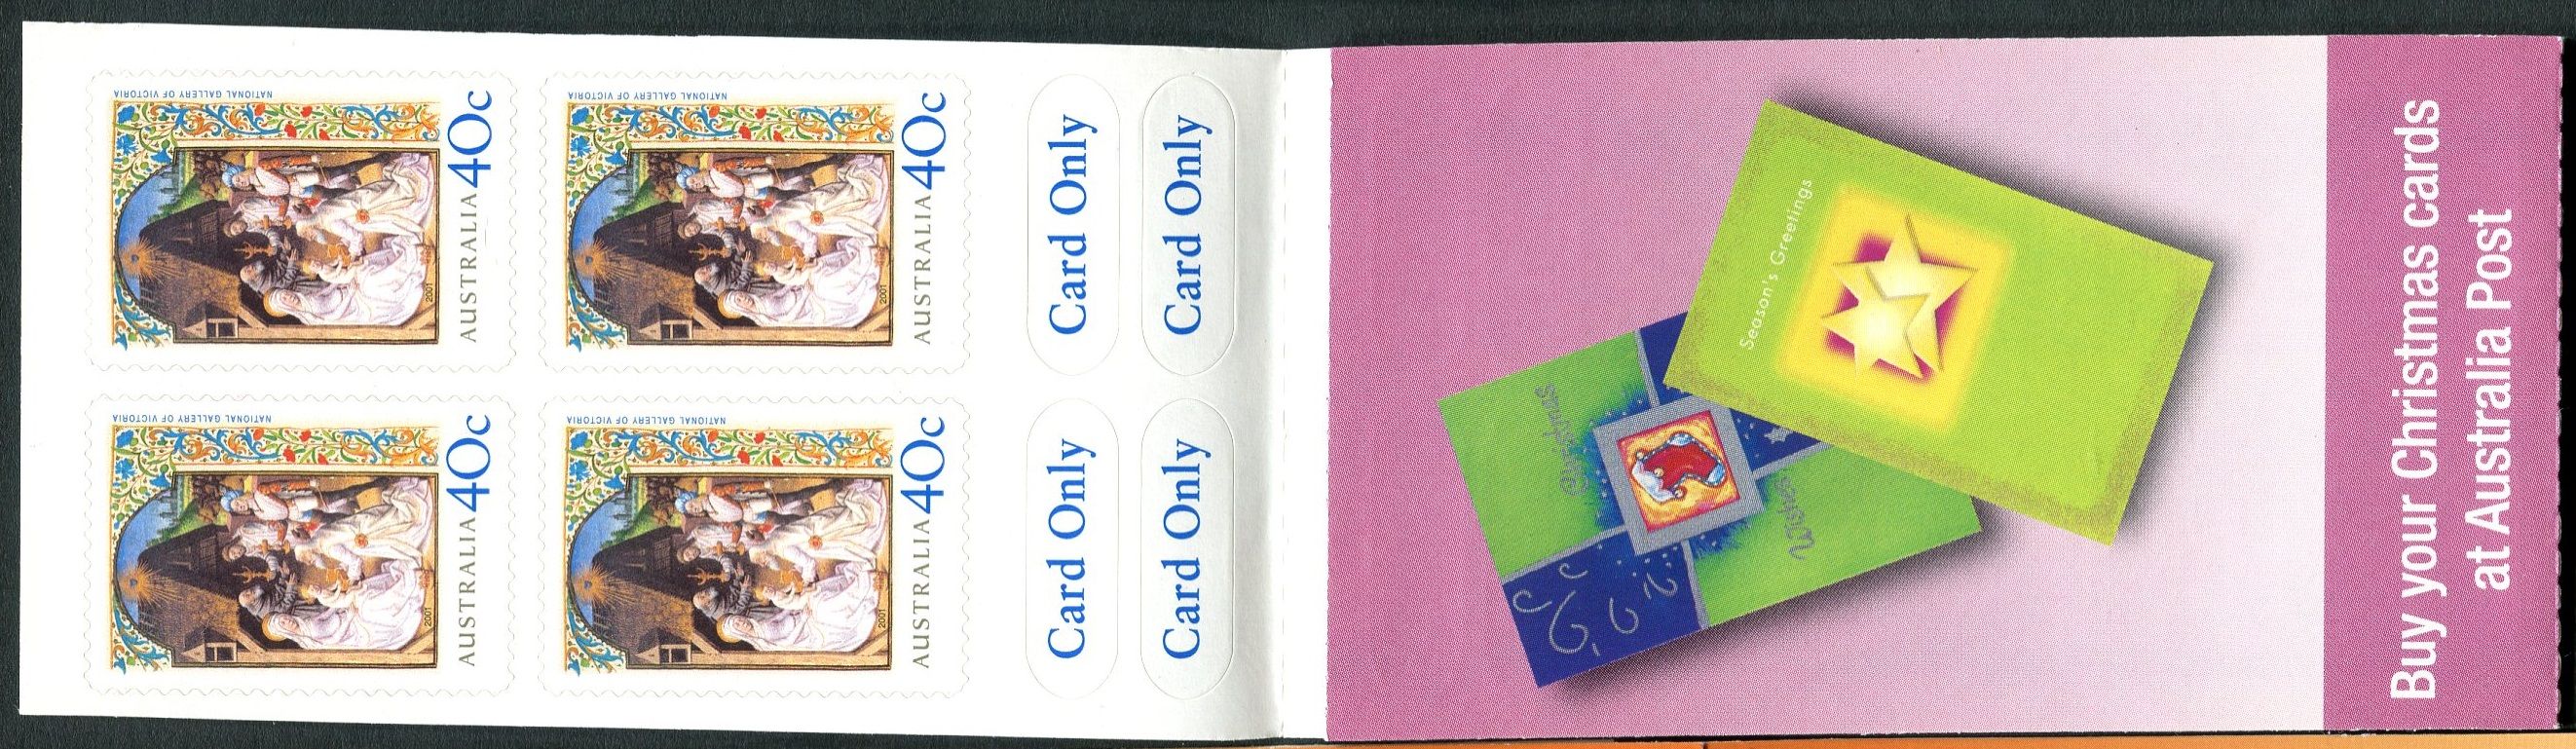 NATIONAL GALLERY OF VICTORIA
2001
AUSTRALIA 40c
NATIONAL GALLERY OF VICTORIA
2001
AUSTRALIA 40c
NATIONAL GALLERY OF VICTORIA
2001
AUSTRALIA 40c
NATIONAL GALLERY OF VICTORIA
2001
AUSTRALIA 40c
Card Only
Card Only
Card Only
Card Only
Season's Greetings
Christmas
Wishes
Buy your Christmas cards
at Australia Post